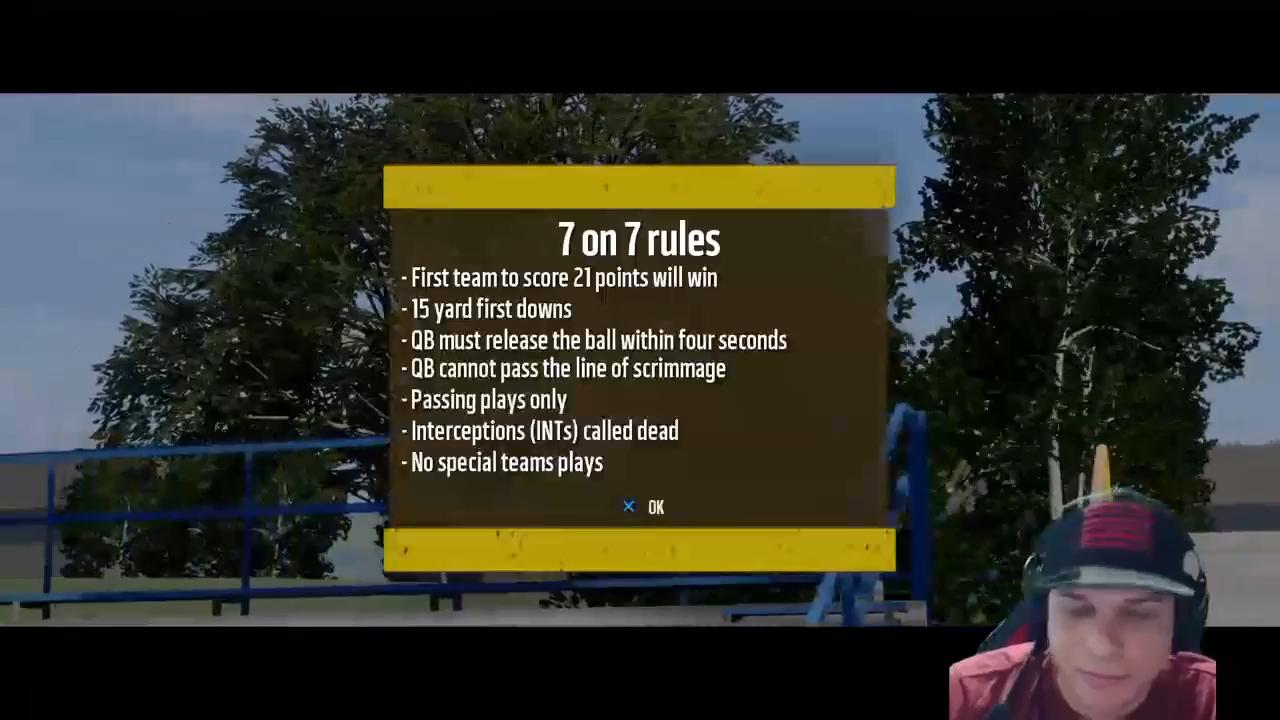 7 on 7 rules
- First team to score 21 points will win
- 15 yard first downs
- QB must release the ball within four seconds
- QB cannot pass the line of scrimmage
- Passing plays only
- Interceptions (INTs) called dead
- No special teams plays
OK